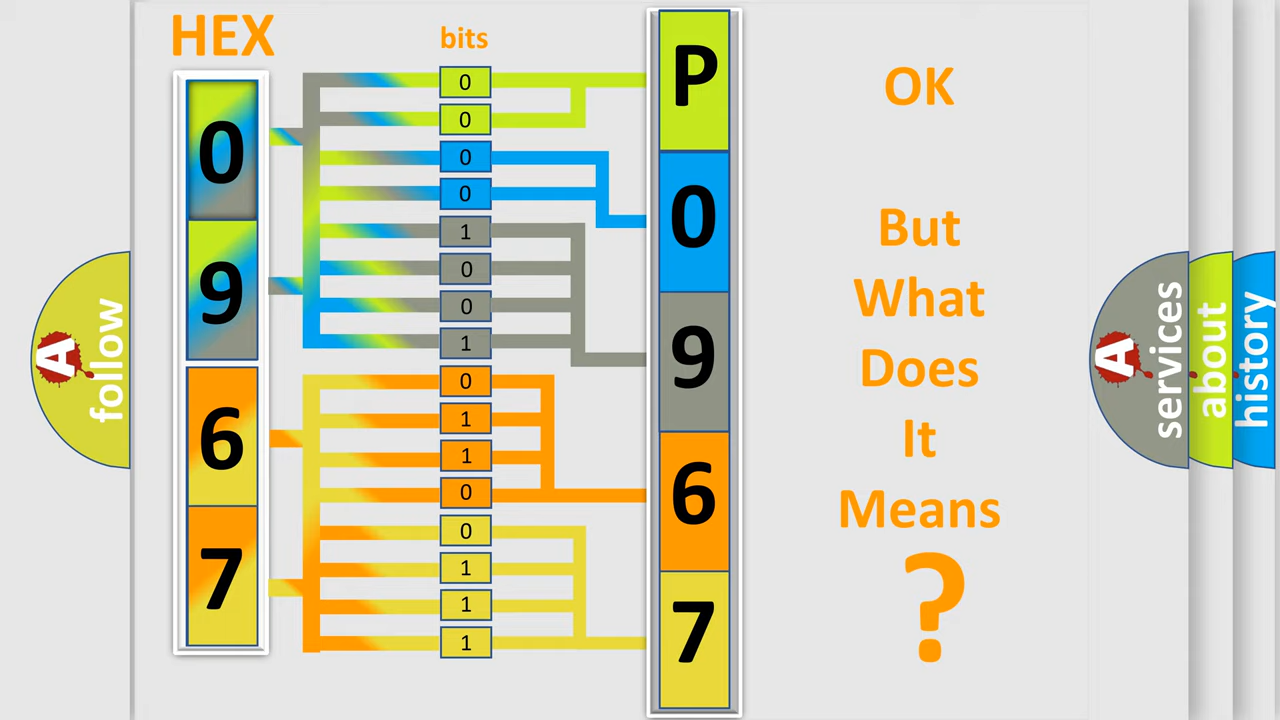 HEX
bits
0
9
6
7
0
0
0
0
1
0
0
1
0
1
1
0
0
1
1
1
P
0
9
6
7
OK
But
What
Does
It
Means
?
A
follow
A
services
about
history